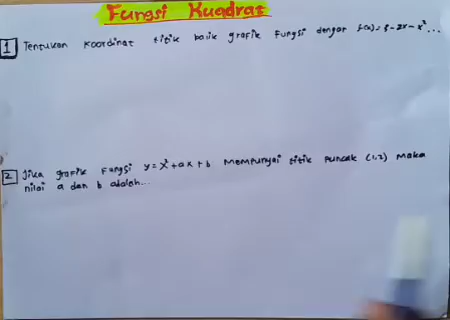 Fungsi Kuadrat
1 Tentukan koordinat titik balik grafik fungsi dengan f(x) = 8 - 2x - x² ...
2 Jika grafik fungsi y = x² + ax + b mempunyai titik puncak (1,2) maka
nilai a dan b adalah...